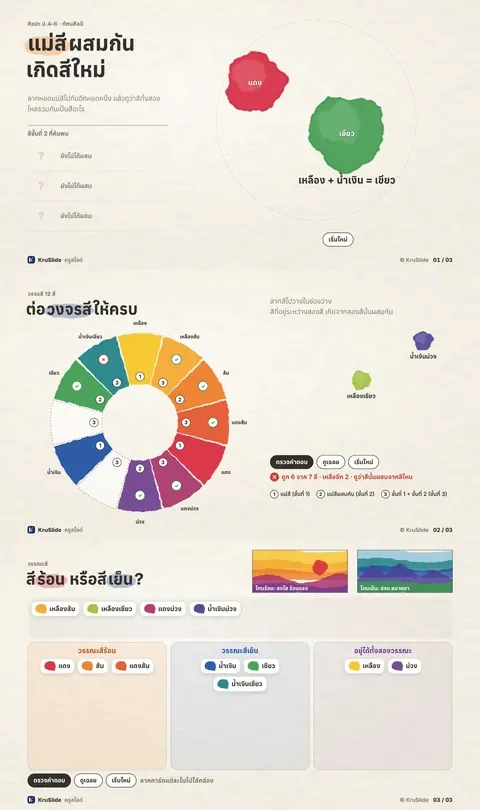 ศิลปะ ป.4–6 · ทัศนศิลป์
แม่สีผสมกัน
เกิดสีใหม่
ลากหยดแม่สีไปทับอีกหยดหนึ่ง แล้วดูว่าสีทั้งสอง
ไหลรวมกันเป็นสีอะไร
สีขั้นที่ 2 ที่ค้นพบ
? ยังไม่ได้ผสม
? ยังไม่ได้ผสม
? ยังไม่ได้ผสม
แดง
เขียว
เหลือง + น้ำเงิน = เขียว
เริ่มใหม่
KruSlide ครูสไลด์
© KruSlide 01 / 03
วงจรสี 12 สี
ต่อวงจรสีให้ครบ
เหลือง
เหลืองส้ม
ส้ม
แดงส้ม
แดง
แดงม่วง
ม่วง
น้ำเงิน
เขียว
น้ำเงินเขียว
1
3
2
3
1
3
2
3
1
3
2
3
ลากสีไปวางในช่องว่าง
สีที่อยู่ระหว่างสองสี เกิดจากสองสีนั้นผสมกัน
น้ำเงินม่วง
เหลืองเขียว
ตรวจคำตอบ ดูเฉลย เริ่มใหม่
ถูก 6 จาก 7 สี · เหลืออีก 2 · ดูว่าสีนั้นผสมจากสีไหน
1 แม่สี (ขั้นที่ 1) 2 แม่สีผสมกัน (ขั้นที่ 2) 3 ขั้นที่ 1 + ขั้นที่ 2 (ขั้นที่ 3)
KruSlide ครูสไลด์
© KruSlide 02 / 03
วรรณะสี
สีร้อน หรือสีเย็น?
โทนร้อน: สดใส ร้อนแรง
โทนเย็น: สงบ สบายตา
เหลืองส้ม เหลืองเขียว แดงม่วง น้ำเงินม่วง
วรรณะสีร้อน
แดง ส้ม แดงส้ม
วรรณะสีเย็น
น้ำเงิน เขียว
น้ำเงินเขียว
อยู่ได้ทั้งสองวรรณะ
เหลือง ม่วง
ตรวจคำตอบ ดูเฉลย เริ่มใหม่ ลากการ์ดแต่ละใบไปใส่กล่อง
KruSlide ครูสไลด์
© KruSlide 03 / 03